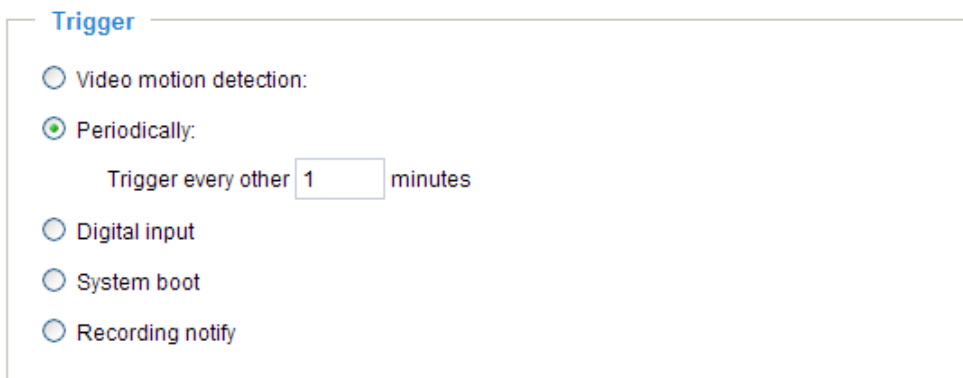 Trigger
Video motion detection:
Periodically:
Trigger every other 1 minutes
Digital input
System boot
Recording notify